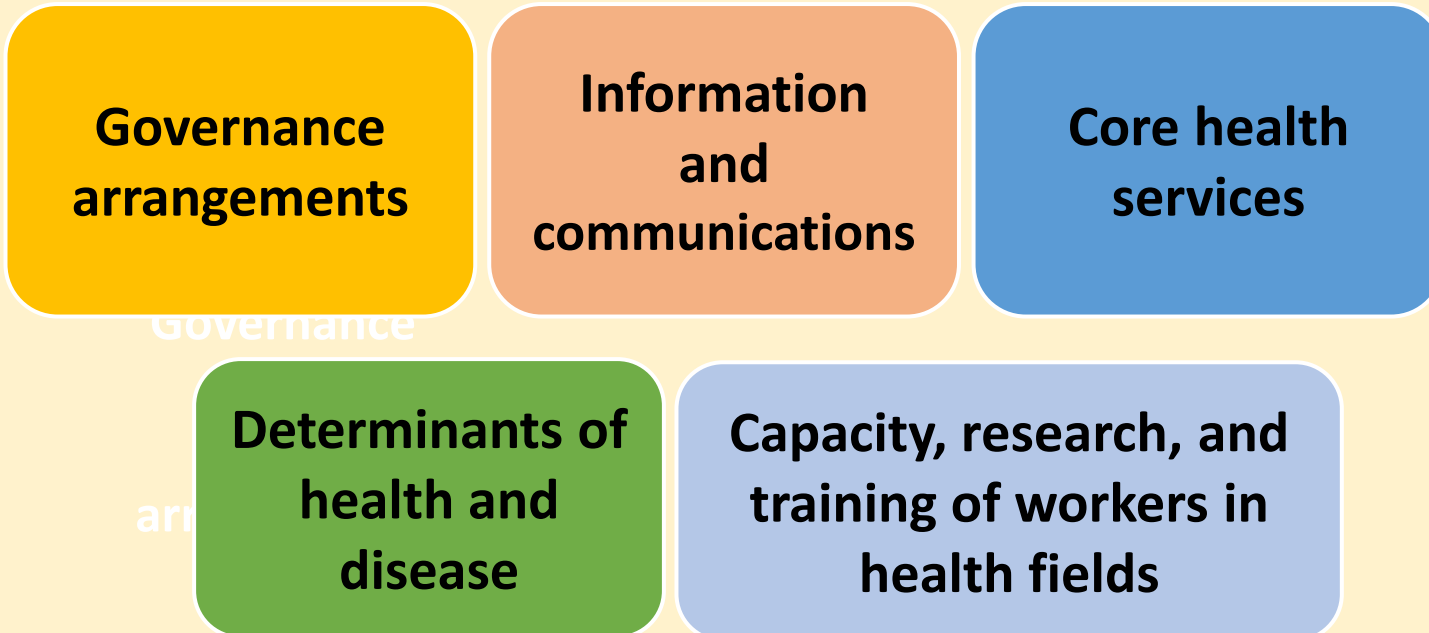 Governance
arrangements
Information
and
communications
Core health
services
Governance
Determinants of
health and
disease
arr
Capacity, research, and
training of workers in
health fields